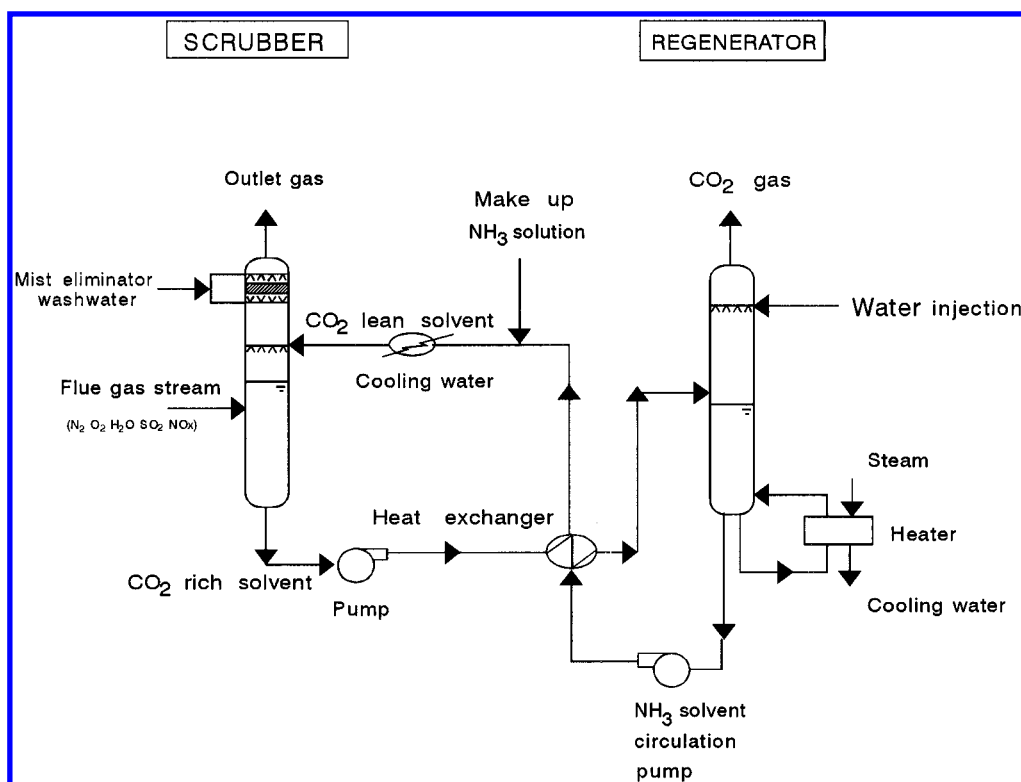 SCRUBBER
REGENERATOR
Outlet gas
CO₂ gas
Make up
NH₃ solution
Mist eliminator
washwater
CO₂ lean solvent
Water injection
Cooling water
Flue gas stream
(N₂ O₂ H₂O SO₂ NOx)
Steam
Heat exchanger
Heater
CO₂ rich solvent
Pump
Cooling water
NH₃ solvent
circulation
pump